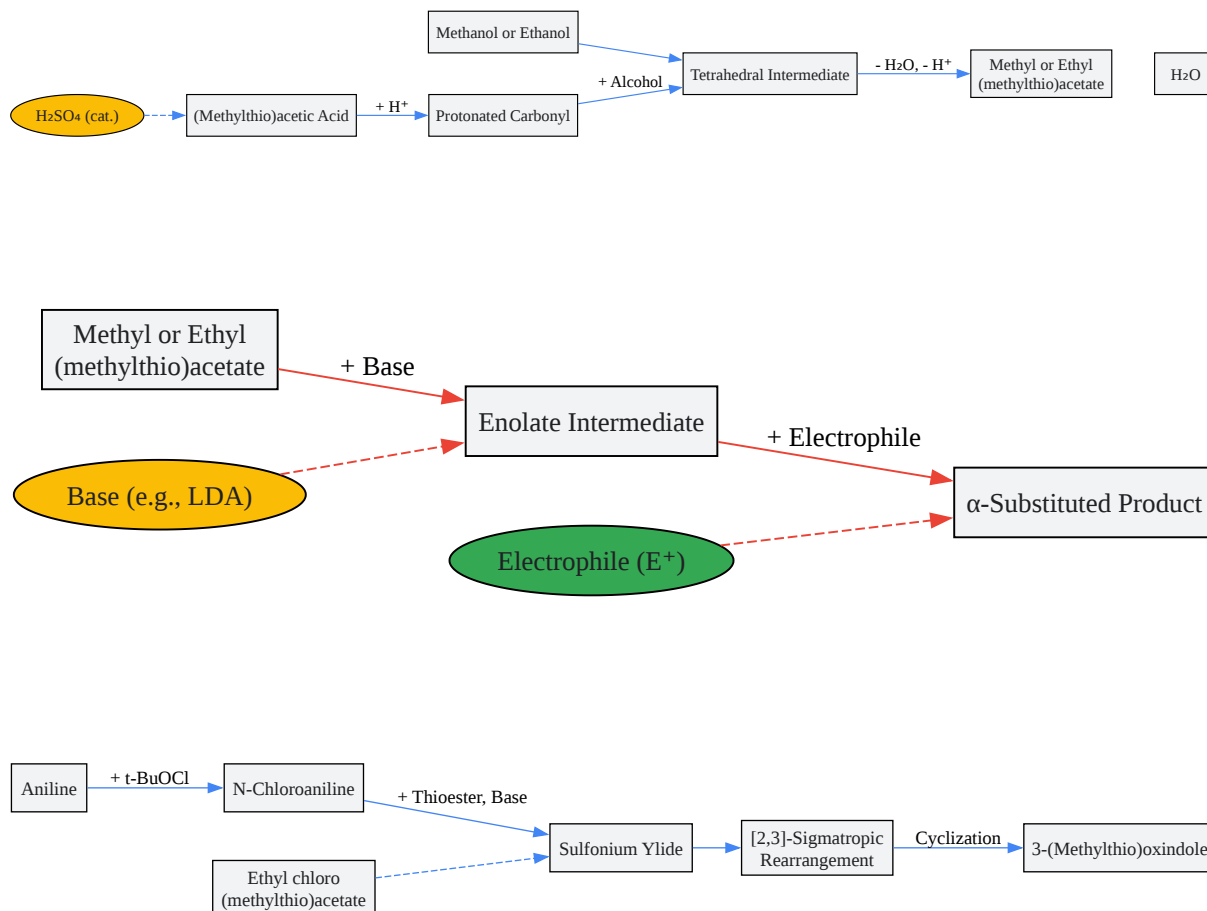 Methanol or Ethanol
+ Alcohol
Tetrahedral Intermediate
- H₂O, - H⁺
Methyl or Ethyl
(methylthio)acetate
H₂O
H₂SO₄ (cat.)
(Methylthio)acetic Acid
+ H⁺
Protonated Carbonyl
Methyl or Ethyl
(methylthio)acetate
+ Base
Enolate Intermediate
+ Electrophile
Base (e.g., LDA)
α-Substituted Product
Electrophile (E⁺)
Aniline
+ t-BuOCl
N-Chloroaniline
+ Thioester, Base
Sulfonium Ylide
[2,3]-Sigmatropic
Rearrangement
Cyclization
3-(Methylthio)oxindole
Ethyl chloro
(methylthio)acetate